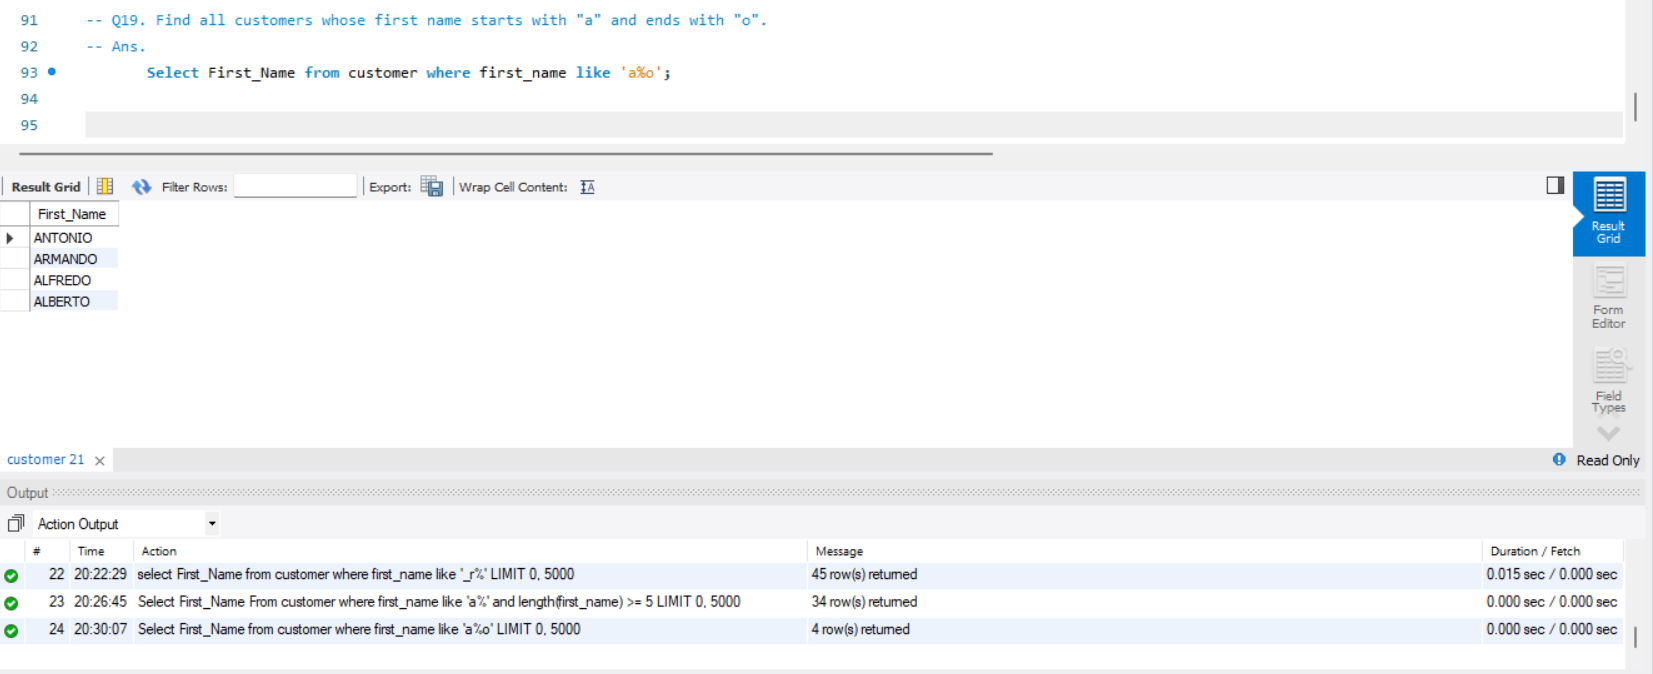 91 -- Q19. Find all customers whose first name starts with "a" and ends with "o".
92 -- Ans.
93 Select First_Name from customer where first_name like 'a%o';
94
95
Result Grid Filter Rows: Export: Wrap Cell Content:
First_Name
ANTONIO
ARMANDO
ALFREDO
ALBERTO
Result
Grid
Form
Editor
Field
Types
customer 21 Read Only
Output
Action Output
# Time Action Message Duration / Fetch
22 20:22:29 select First_Name from customer where first_name like '_r%' LIMIT 0, 5000 45 row(s) returned 0.015 sec / 0.000 sec
23 20:26:45 Select First_Name From customer where first_name like 'a%' and length(first_name) >= 5 LIMIT 0, 5000 34 row(s) returned 0.000 sec / 0.000 sec
24 20:30:07 Select First_Name from customer where first_name like 'a%o' LIMIT 0, 5000 4 row(s) returned 0.000 sec / 0.000 sec